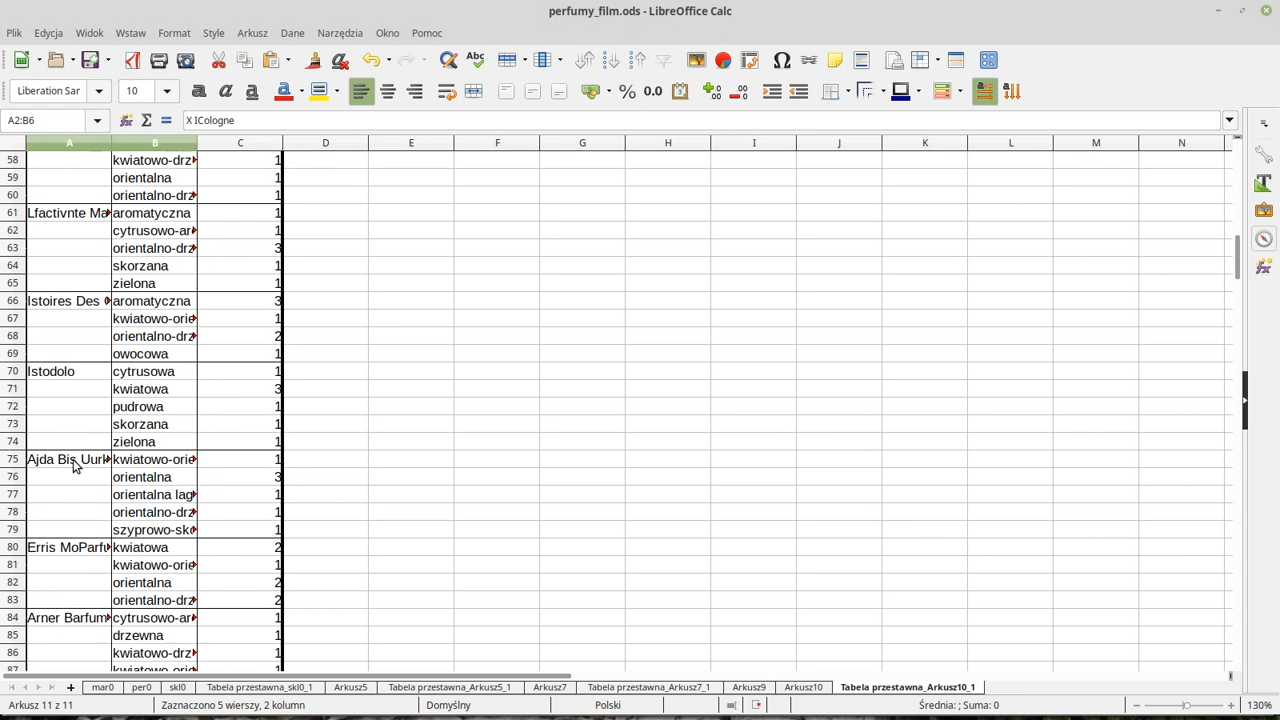 perfumy_film.ods - LibreOffice Calc
Plik Edycja Widok Wstaw Format Style Arkusz Dane Narzędzia Okno Pomoc
Liberation Sar 10
A2:B6 X ICologne
A B C D E F G H I J K L M N
58 kwiatowo-drz 1
59 orientalna 1
60 orientalno-drz 1
61 Lfactivnte Ma aromatyczna 1
62 cytrusowo-ar 1
63 orientalno-drz 3
64 skorzana 1
65 zielona 1
66 Istoires Des aromatyczna 3
67 kwiatowo-orie 1
68 orientalno-drz 2
69 owocowa 1
70 Istodolo cytrusowa 1
71 kwiatowa 3
72 pudrowa 1
73 skorzana 1
74 zielona 1
75 Ajda Bis Uurk kwiatowo-orie 1
76 orientalna 3
77 orientalna lag 1
78 orientalno-drz 1
79 szyprowo-sko 1
80 Erris MoParfu kwiatowa 2
81 kwiatowo-orie 1
82 orientalna 2
83 orientalno-drz 2
84 Arner Barfum cytrusowo-ar 1
85 drzewna 1
86 kwiatowo-drz 1
87 kwiatowo-orie 1
mar0 per0 skl0 Tabela przestawna_skl0_1 Arkusz5 Tabela przestawna_Arkusz5_1 Arkusz7 Tabela przestawna_Arkusz7_1 Arkusz9 Arkusz10 Tabela przestawna_Arkusz10_1
Arkusz 11 z 11 Zaznaczono 5 wierszy, 2 kolumn Domyślny Polski Średnia: ; Suma: 0 130%